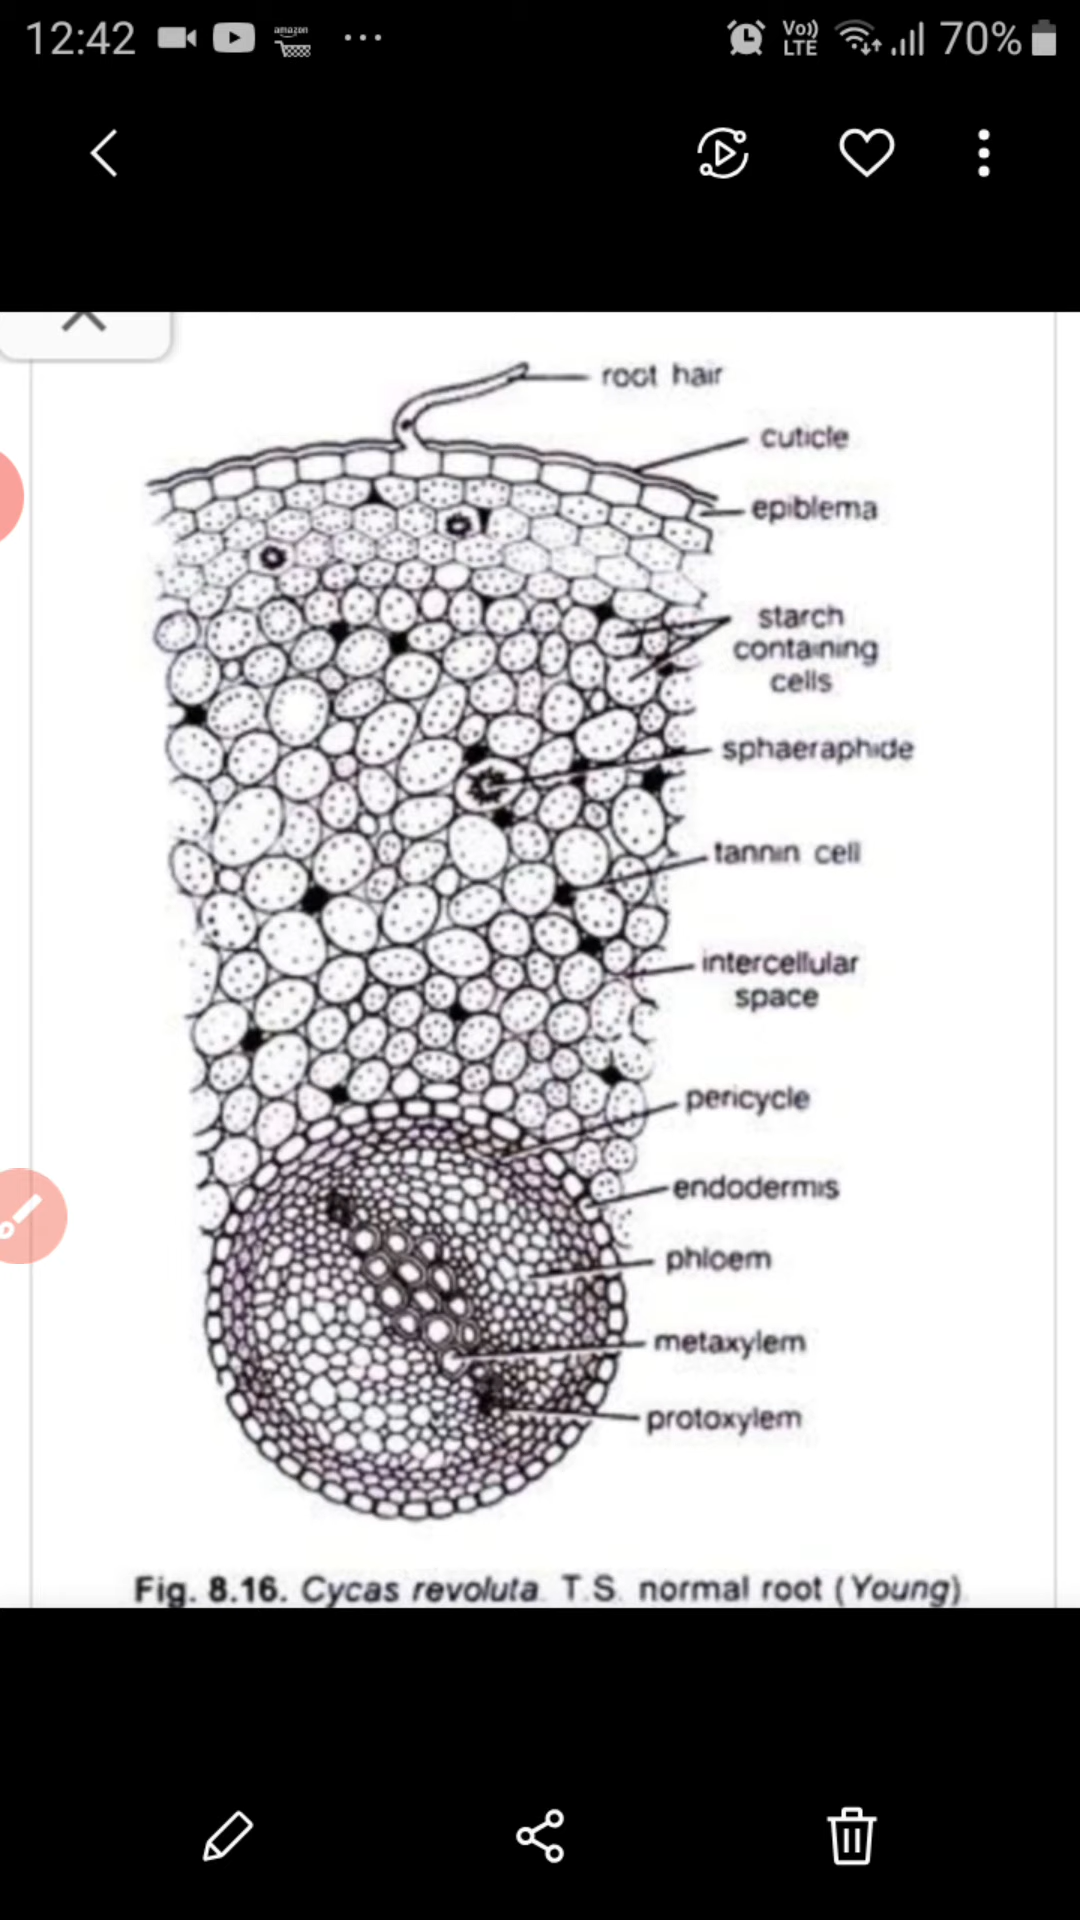 12:42
amazon
Vo))
LTE
70%
root hair
cuticle
epiblema
starch
containing
cells
sphaeraphide
tannin cell
intercellular
space
pericycle
endodermis
phloem
metaxylem
protoxylem
Fig. 8.16. Cycas revoluta. T.S. normal root (Young)